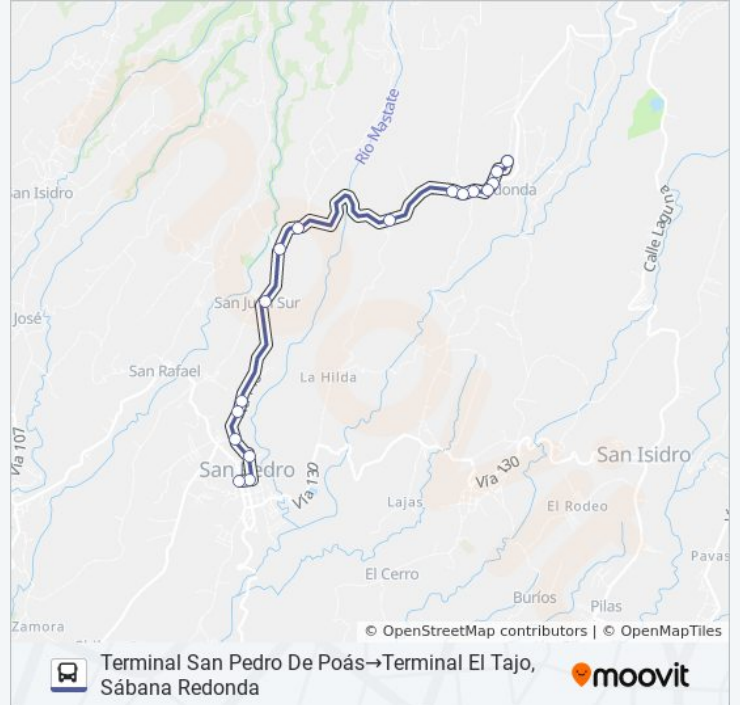 Río Mastate
an Isidro
donda
Calle Laguna
San Ju Sur
José
San Rafael
La Hilda
Vía 107
San Pedro
Vía 130
San Isidro
Vía 130
Lajas
El Rodeo
Pavas
El Cerro
Buríos
Pilas
Zamora
© OpenStreetMap contributors | © OpenMapTiles
Terminal San Pedro De Poás→Terminal El Tajo,
Sábana Redonda
moovit